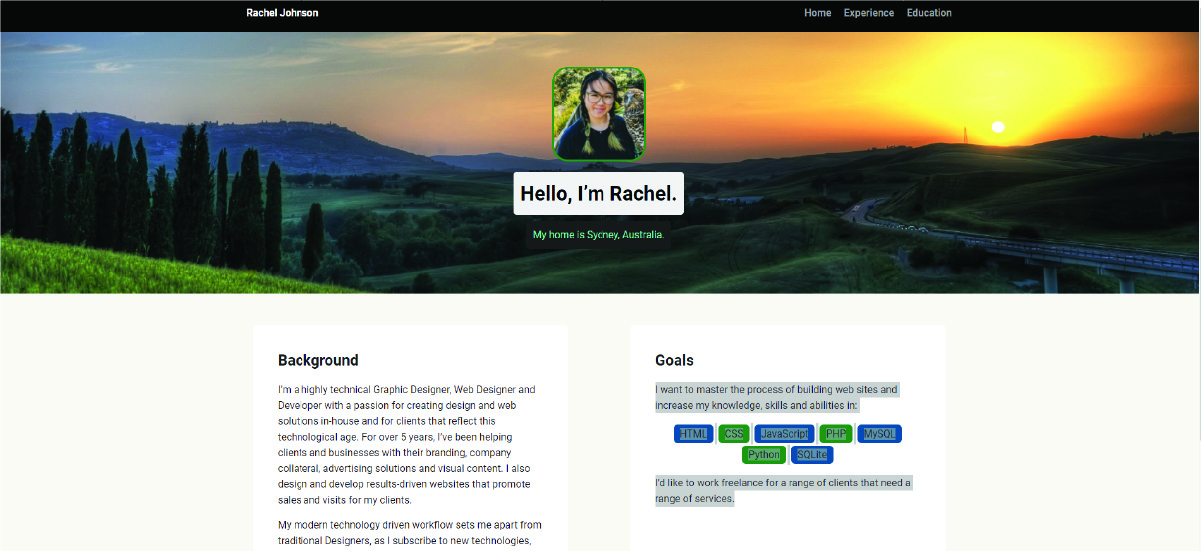 Rachel Johnson
Home Experience Education
Hello, I'm Rachel.
My home is Sydney, Australia.
Background
I'm a highly technical Graphic Designer, Web Designer and
Developer with a passion for creating design and web
solutions in-house and for clients that reflect this
technological age. For over 5 years, I've been helping
clients and businesses with their branding, company
collateral, advertising solutions and visual content. I also
design and develop results-driven websites that promote
sales and visits for my clients.
My modern technology driven workflow sets me apart from
traditional Designers, as I subscribe to new technologies,
Goals
I want to master the process of building web sites and
increase my knowledge, skills and abilities in:
HTML CSS JavaScript PHP MySQL
Python SQLite
I'd like to work freelance for a range of clients that need a
range of services.